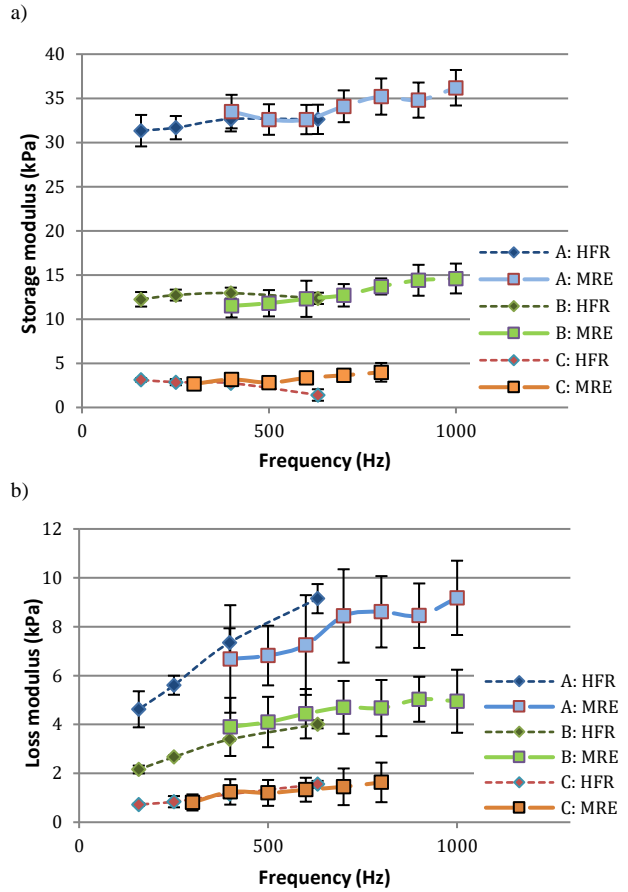 a)
40
35
30
25
20
15
10
5
0
Storage modulus (kPa)
0
500
1000
Frequency (Hz)
A: HFR
A: MRE
B: HFR
B: MRE
C: HFR
C: MRE
b)
12
10
8
6
4
2
0
Loss modulus (kPa)
0
500
1000
Frequency (Hz)
A: HFR
A: MRE
B: HFR
B: MRE
C: HFR
C: MRE